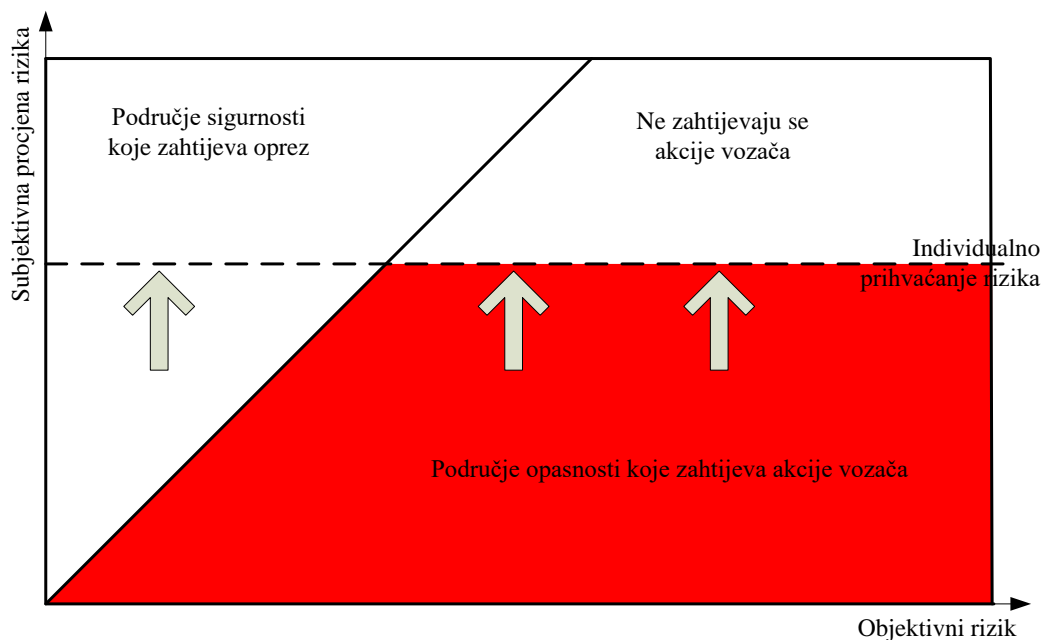 Subjektivna procjena rizika
Područje sigurnosti
koje zahtijeva oprez
Ne zahtijevaju se
akcije vozača
Individualno
prihvaćanje rizika
Područje opasnosti koje zahtijeva akcije vozača
Objektivni rizik